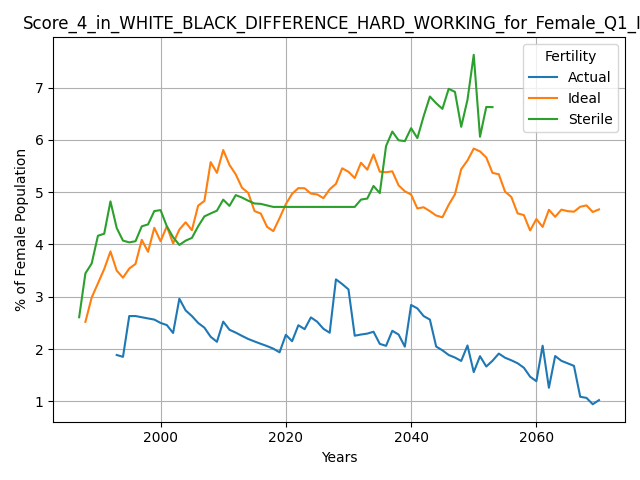 Score_4_in_WHITE_BLACK_DIFFERENCE_HARD_WORKING_for_Female_Q1_I
Fertility
Actual
Ideal
Sterile
% of Female Population
7
6
5
4
3
2
1
2000
2020
2040
2060
Years